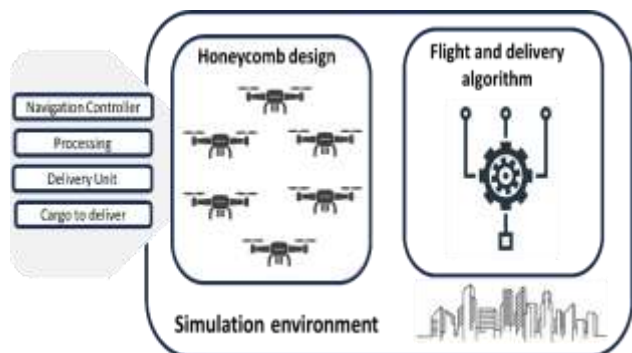 Honeycomb design
Flight and delivery
algorithm
Navigation Controller
Processing
Delivery Unit
Cargo to deliver
Simulation environment